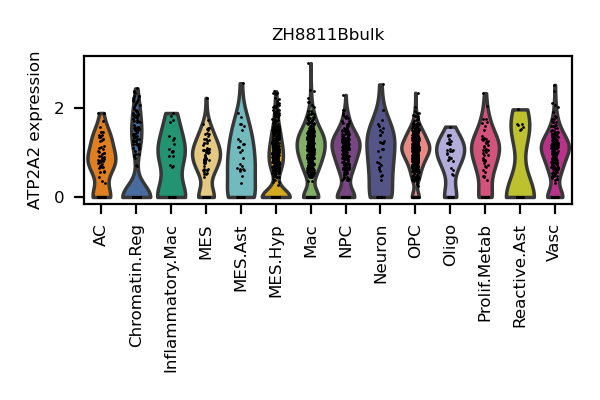 ZH8811Bbulk
ATP2A2 expression
2
0
AC
Chromatin.Reg
Inflammatory.Mac
MES
MES.Ast
MES.Hyp
Mac
NPC
Neuron
OPC
Oligo
Prolif.Metab
Reactive.Ast
Vasc